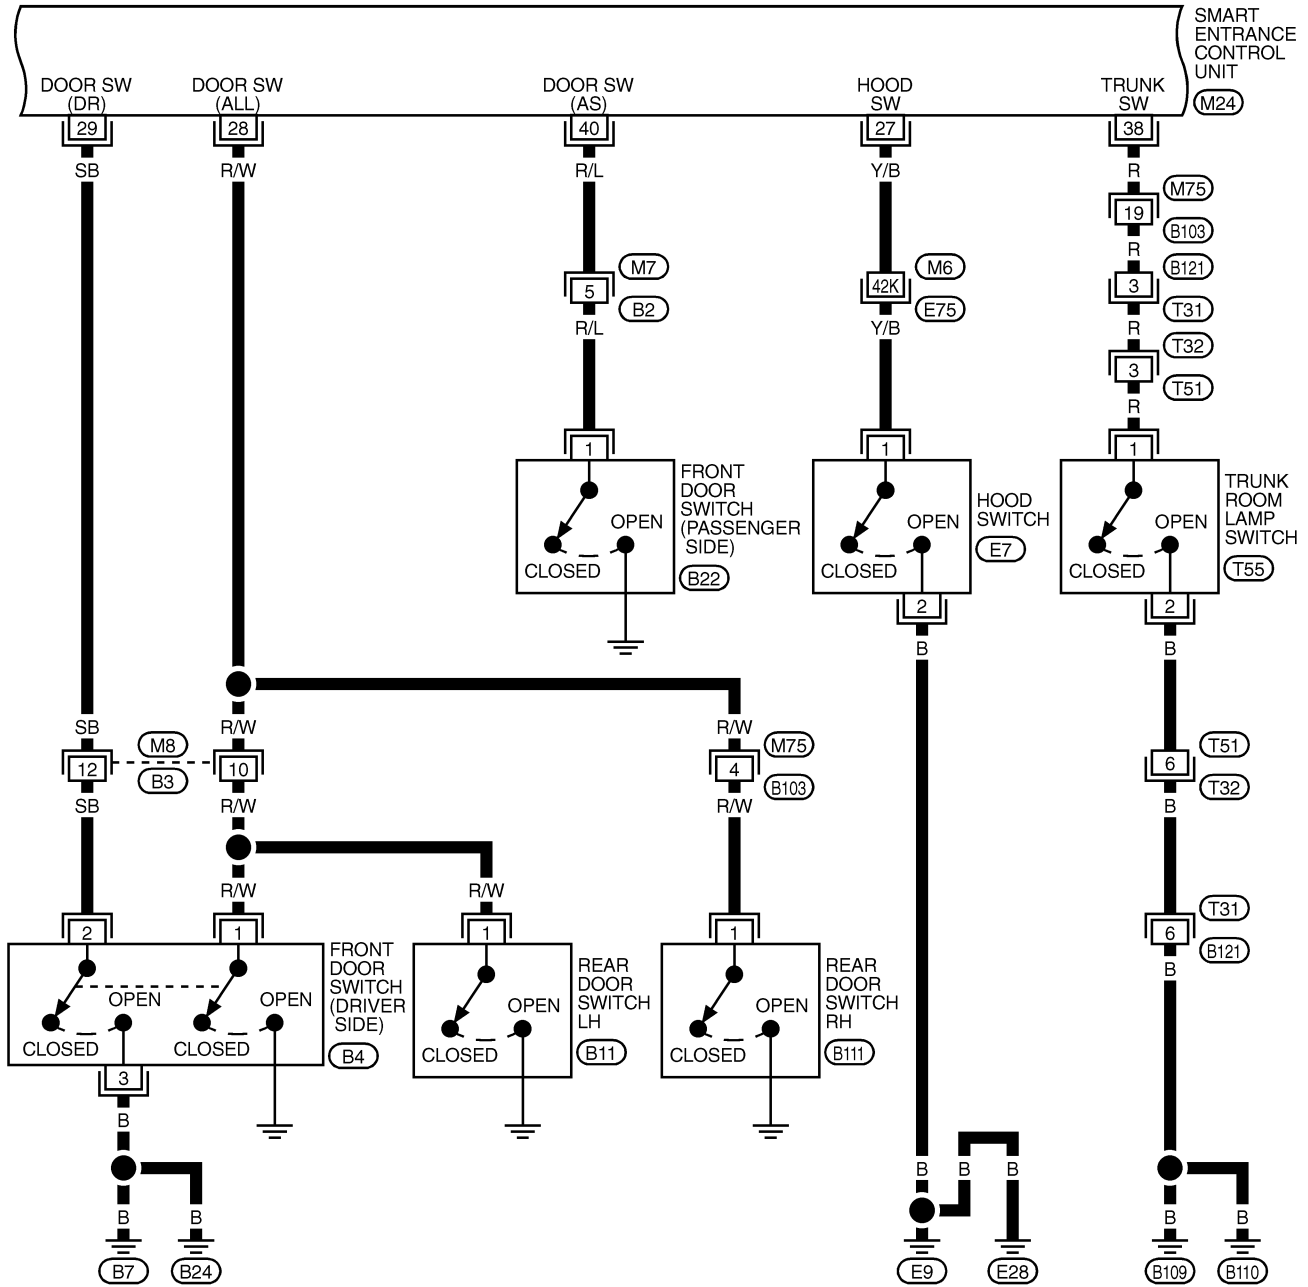 SMART
ENTRANCE
CONTROL
UNIT
M24
DOOR SW
(DR)
DOOR SW
(ALL)
DOOR SW
(AS)
HOOD
SW
TRUNK
SW
29
28
40
27
38
SB
R/W
R/L
Y/B
R
M75
19
B103
R
B121
3
T31
R
T32
3
T51
R
M7
5
B2
R/L
M6
42K
E75
Y/B
1
1
1
OPEN
CLOSED
FRONT
DOOR
SWITCH
(PASSENGER
SIDE)
B22
OPEN
CLOSED
HOOD
SWITCH
E7
OPEN
CLOSED
TRUNK
ROOM
LAMP
SWITCH
T55
2
2
B
B
SB
R/W
R/W
M8
B3
12
10
4
M75
B103
6
T51
T32
SB
R/W
R/W
B
R/W
R/W
T31
6
B121
B
2
1
1
1
OPEN
CLOSED
OPEN
CLOSED
FRONT
DOOR
SWITCH
(DRIVER
SIDE)
B4
OPEN
CLOSED
REAR
DOOR
SWITCH
LH
B11
OPEN
CLOSED
REAR
DOOR
SWITCH
RH
B111
3
B
B
B
B
B
B
B
B
B7
B24
E9
E28
B109
B110